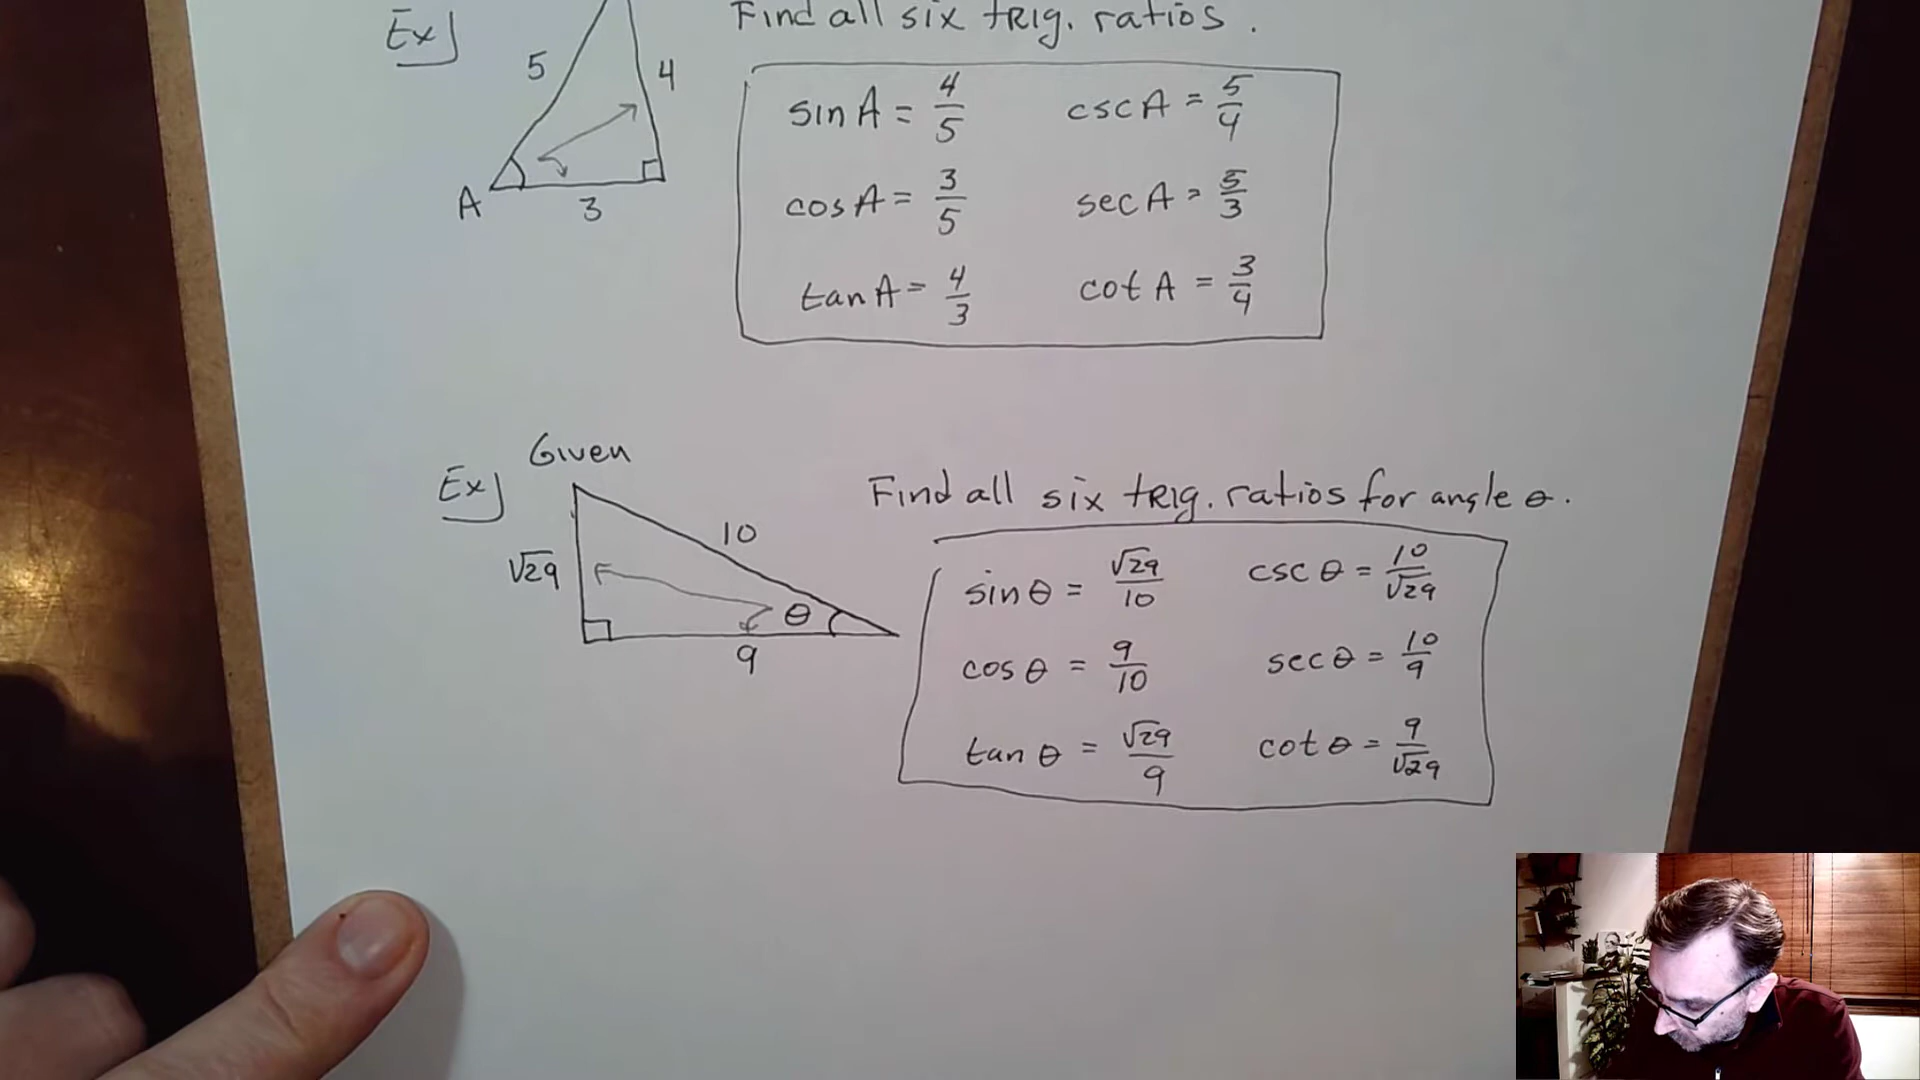 Ex] Find all six trig. ratios.
5
4
A
3
sin A = 4/5 csc A = 5/4
cos A = 3/5 sec A = 5/3
tan A = 4/3 cot A = 3/4
Given
Ex] Find all six trig. ratios for angle θ.
10
√29
θ
9
sin θ = √29/10 csc θ = 10/√29
cos θ = 9/10 sec θ = 10/9
tan θ = √29/9 cot θ = 9/√29